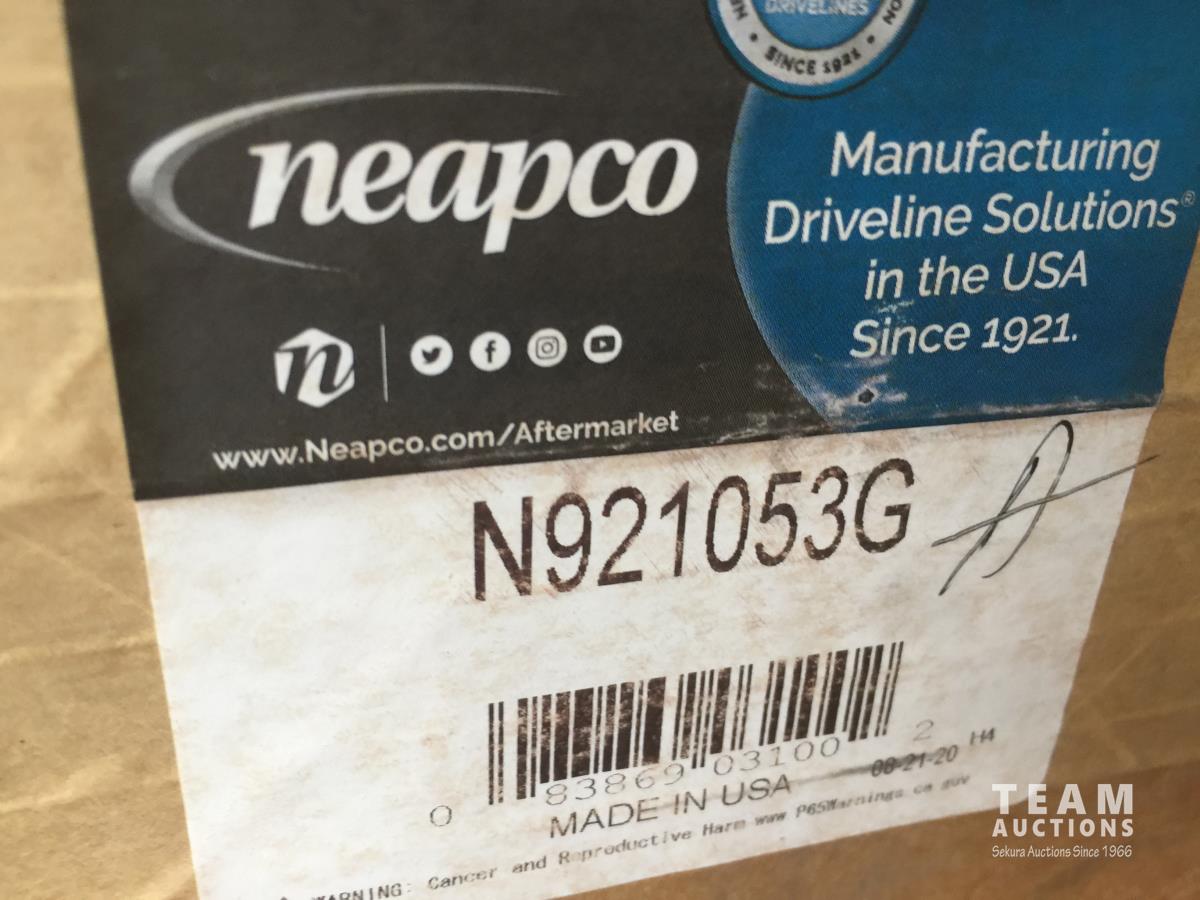 DRIVELINES
• SINCE 1921 •
neapco
Manufacturing
Driveline Solutions®
in the USA
Since 1921.
n
www.Neapco.com/Aftermarket
N921053G
0 83869 03100 2
MADE IN USA
08-21-20 H4
WARNING: Cancer and Reproductive Harm www P65Warnings.ca gov
TEAM
AUCTIONS
Sekura Auctions Since 1966